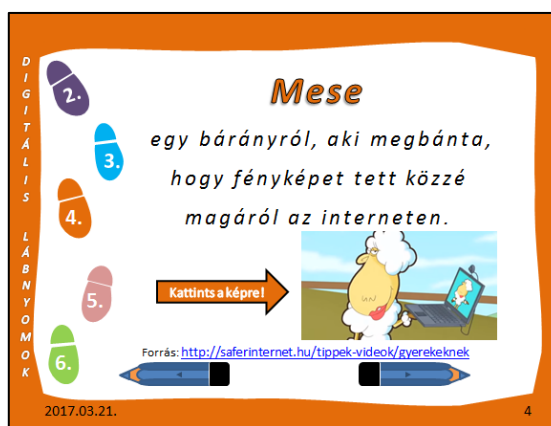 DIGITÁLIS LÁBNYOMOK
2.
3.
4.
5.
6.
Mese
egy bárányról, aki megbánta,
hogy fényképet tett közzé
magáról az interneten.
Kattints a képre!
Forrás: http://saferinternet.hu/tippek-videok/gyerekeknek
2017.03.21.
4